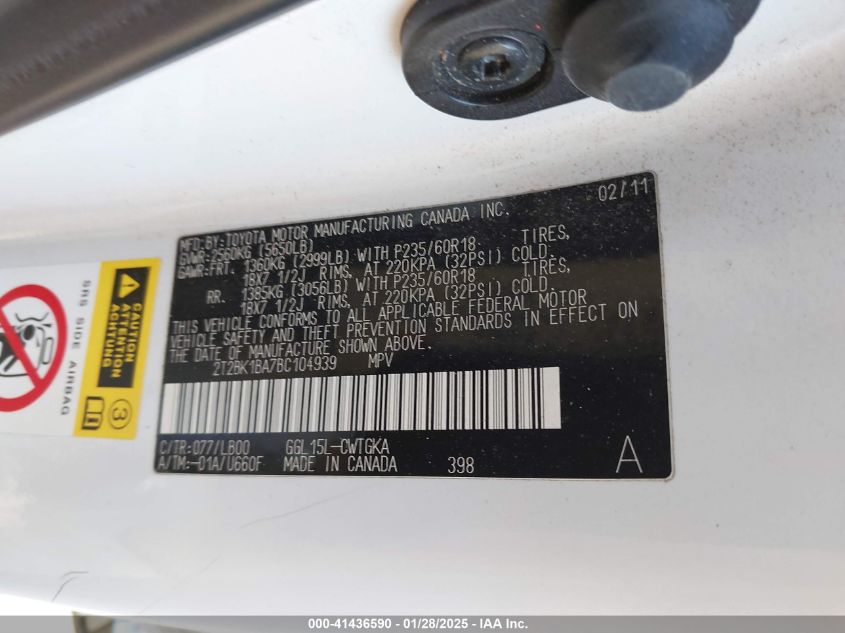 02/11
MFD. BY: TOYOTA MOTOR MANUFACTURING CANADA INC.
GVWR: 2560KG (5650LB)
GAWR: FRT. 1360KG (2999LB) WITH P235/60R18 TIRES,
18X7 1/2J RIMS, AT 220KPA (32PSI) COLD.
RR. 1385KG (3056LB) WITH P235/60R18 TIRES,
18X7 1/2J RIMS, AT 220KPA (32PSI) COLD.
THIS VEHICLE CONFORMS TO ALL APPLICABLE FEDERAL MOTOR
VEHICLE SAFETY AND THEFT PREVENTION STANDARDS IN EFFECT ON
THE DATE OF MANUFACTURE SHOWN ABOVE.
2T2BK1BA7BC104939 MPV
C/TR: 077/LB00 GGL15L-CWTGKA
A/TM: -01A/U660F MADE IN CANADA 398 A
SRS SIDE AIRBAG
CAUTION
ATTENTION
ACHTUNG
3
000-41436590 - 01/28/2025 - IAA Inc.